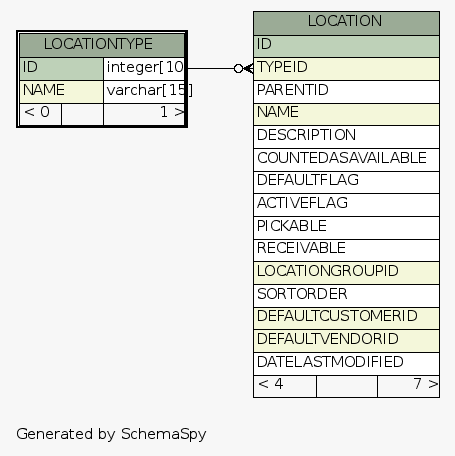 LOCATIONTYPE
ID integer[10
NAME varchar[15]
< 0 1 >
LOCATION
ID
TYPEID
PARENTID
NAME
DESCRIPTION
COUNTEDASAVAILABLE
DEFAULTFLAG
ACTIVEFLAG
PICKABLE
RECEIVABLE
LOCATIONGROUPID
SORTORDER
DEFAULTCUSTOMERID
DEFAULTVENDORID
DATELASTMODIFIED
< 4 7 >
Generated by SchemaSpy